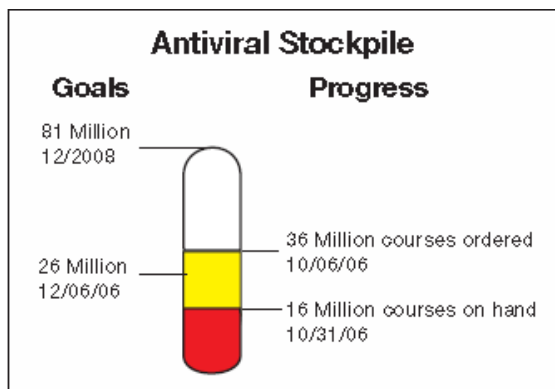 Antiviral Stockpile
Goals
Progress
81 Million
12/2008
36 Million courses ordered
10/06/06
26 Million
12/06/06
16 Million courses on hand
10/31/06